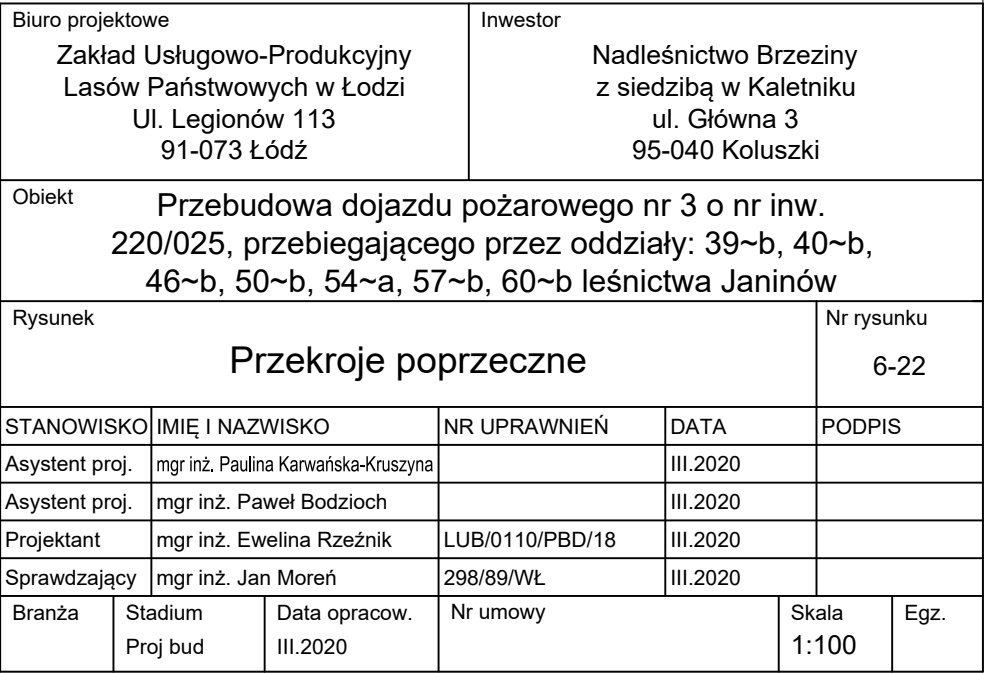 Biuro projektowe
Zakład Usługowo-Produkcyjny
Lasów Państwowych w Łodzi
Ul. Legionów 113
91-073 Łódź
Inwestor
Nadleśnictwo Brzeziny
z siedzibą w Kaletniku
ul. Główna 3
95-040 Koluszki
Obiekt
Przebudowa dojazdu pożarowego nr 3 o nr inw.
220/025, przebiegającego przez oddziały: 39~b, 40~b,
46~b, 50~b, 54~a, 57~b, 60~b leśnictwa Janinów
Rysunek
Przekroje poprzeczne
Nr rysunku
6-22
STANOWISKO IMIĘ I NAZWISKO NR UPRAWNIEŃ DATA PODPIS
Asystent proj. mgr inż. Paulina Karwańska-Kruszyna III.2020
Asystent proj. mgr inż. Paweł Bodzioch III.2020
Projektant mgr inż. Ewelina Rzeźnik LUB/0110/PBD/18 III.2020
Sprawdzający mgr inż. Jan Moreń 298/89/WŁ III.2020
Branża Stadium Data opracow. Nr umowy Skala Egz.
Proj bud III.2020 1:100